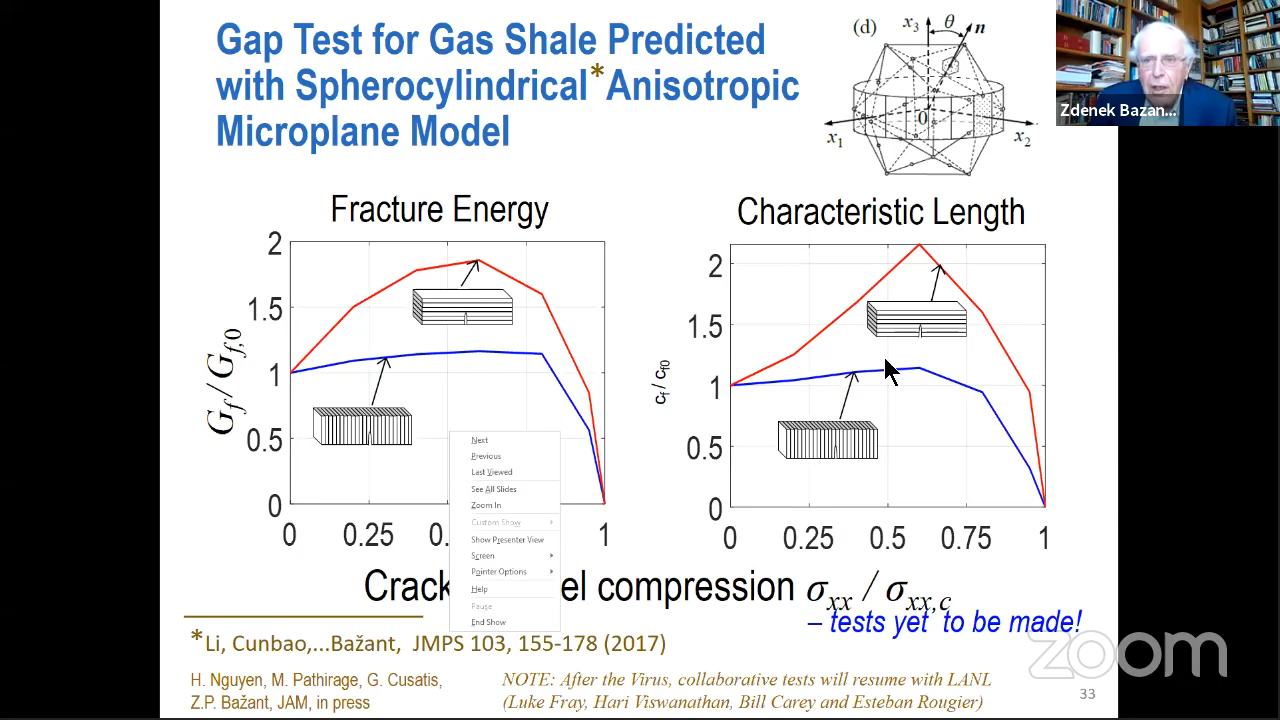 Gap Test for Gas Shale Predicted
with Spherocylindrical*Anisotropic
Microplane Model
(d)
x3
θ
n
0
x1
x2
Zdenek Bazan...
Fracture Energy
Characteristic Length
2
1.5
1
0.5
0
Gf / Gf,0
0
0.25
1
2
1.5
1
0.5
0
cf / cf0
0
0.25
0.5
0.75
1
Next
Previous
Last Viewed
See All Slides
Zoom In
Custom Show
Show Presenter View
Screen
Pointer Options
Help
Pause
End Show
Crack el compression σxx / σxx,c
– tests yet to be made!
*Li, Cunbao,...Bažant, JMPS 103, 155-178 (2017)
H. Nguyen, M. Pathirage, G. Cusatis,
Z.P. Bažant, JAM, in press
NOTE: After the Virus, collaborative tests will resume with LANL
(Luke Fray, Hari Viswanathan, Bill Carey and Esteban Rougier)
zoom
33